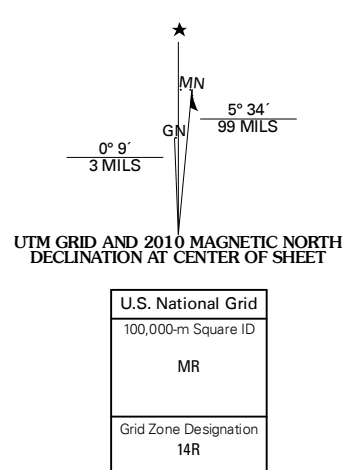 ★
MN
GN
5° 34´
99 MILS
0° 9´
3 MILS
UTM GRID AND 2010 MAGNETIC NORTH
DECLINATION AT CENTER OF SHEET
U.S. National Grid
100,000-m Square ID
MR
Grid Zone Designation
14R